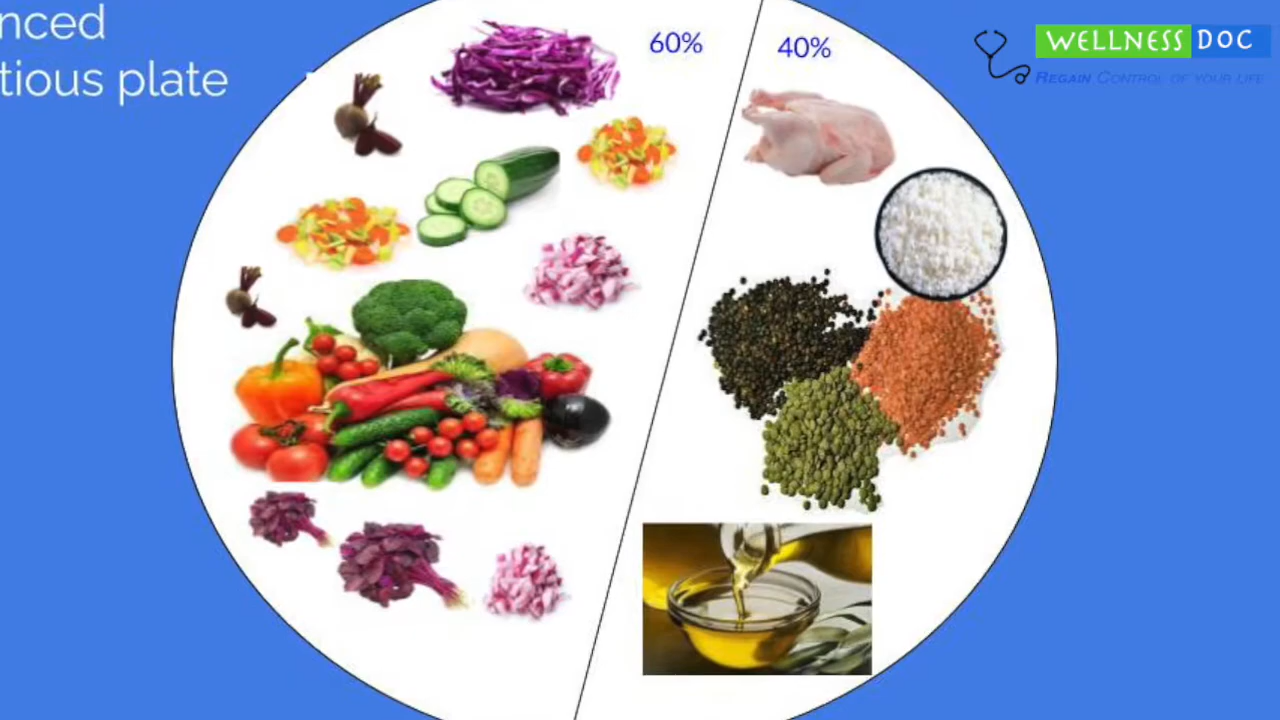 nced
tious plate
60%
40%
WELLNESS DOC
REGAIN CONTROL OF YOUR LIFE